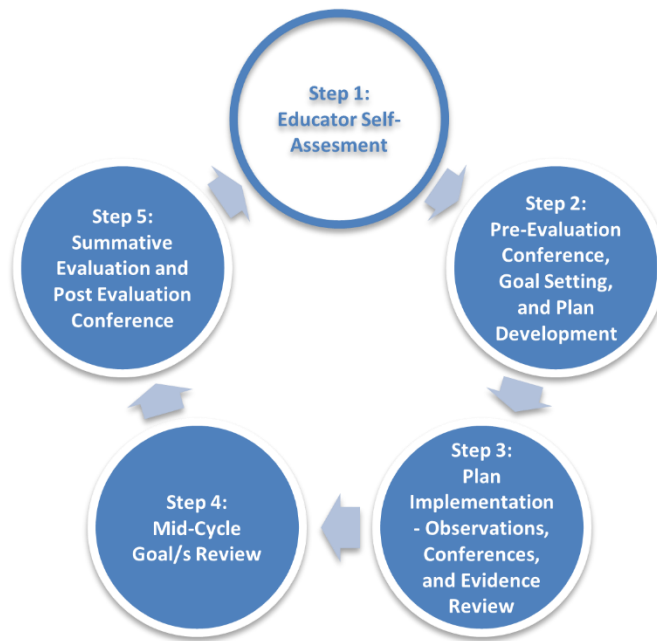 Step 1:
Educator Self-
Assesment
Step 2:
Pre-Evaluation
Conference,
Goal Setting,
and Plan
Development
Step 3:
Plan
Implementation
- Observations,
Conferences,
and Evidence
Review
Step 4:
Mid-Cycle
Goal/s Review
Step 5:
Summative
Evaluation and
Post Evaluation
Conference